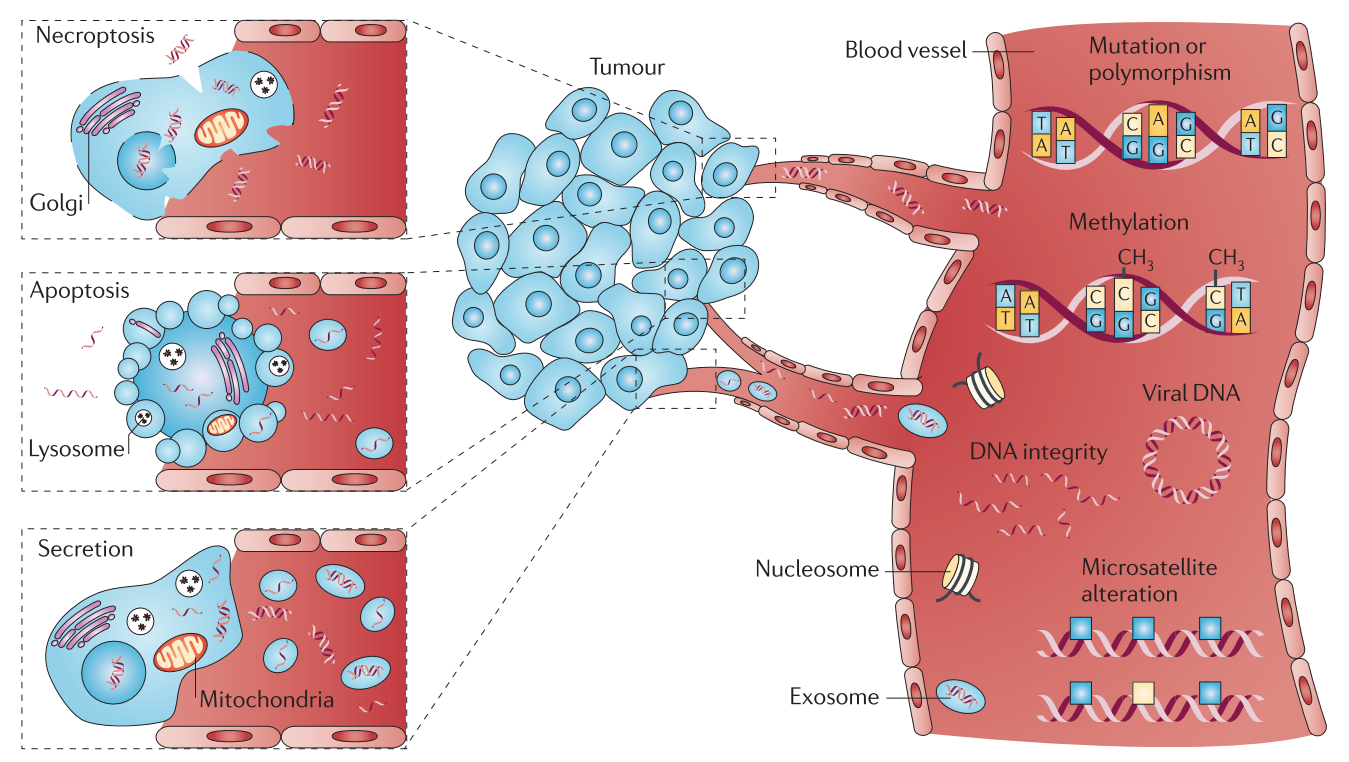 Necroptosis
Golgi
Apoptosis
Lysosome
Secretion
Mitochondria
Tumour
Blood vessel
Mutation or
polymorphism
T A C A G A G
A T G G C T C
Methylation
CH3 CH3
A A C C G C T
T T G G C G A
Viral DNA
DNA integrity
Nucleosome
Microsatellite
alteration
Exosome